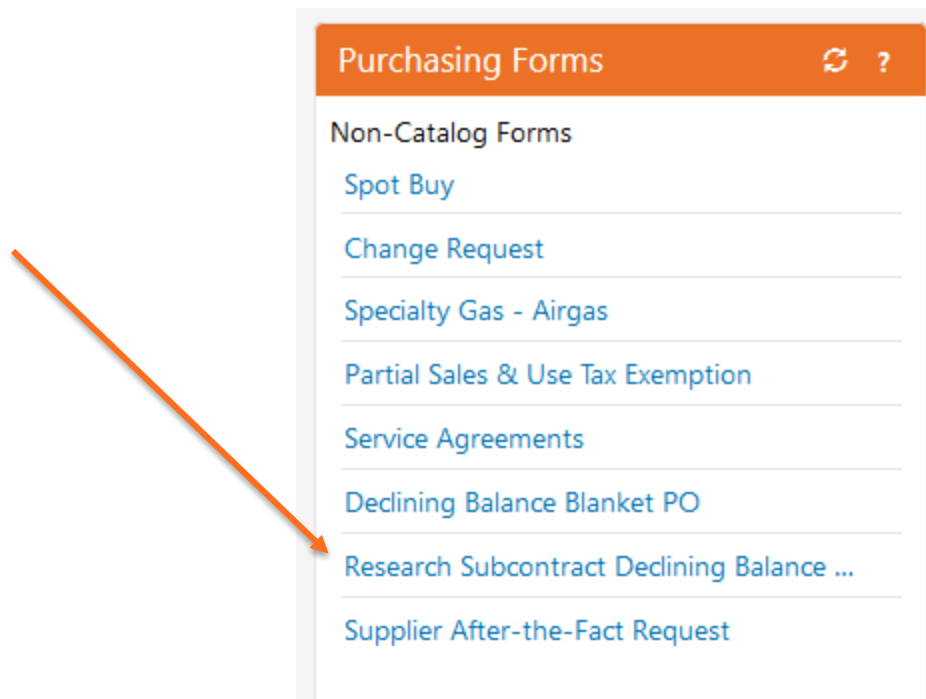 Purchasing Forms ?
Non-Catalog Forms
Spot Buy
Change Request
Specialty Gas - Airgas
Partial Sales & Use Tax Exemption
Service Agreements
Declining Balance Blanket PO
Research Subcontract Declining Balance ...
Supplier After-the-Fact Request